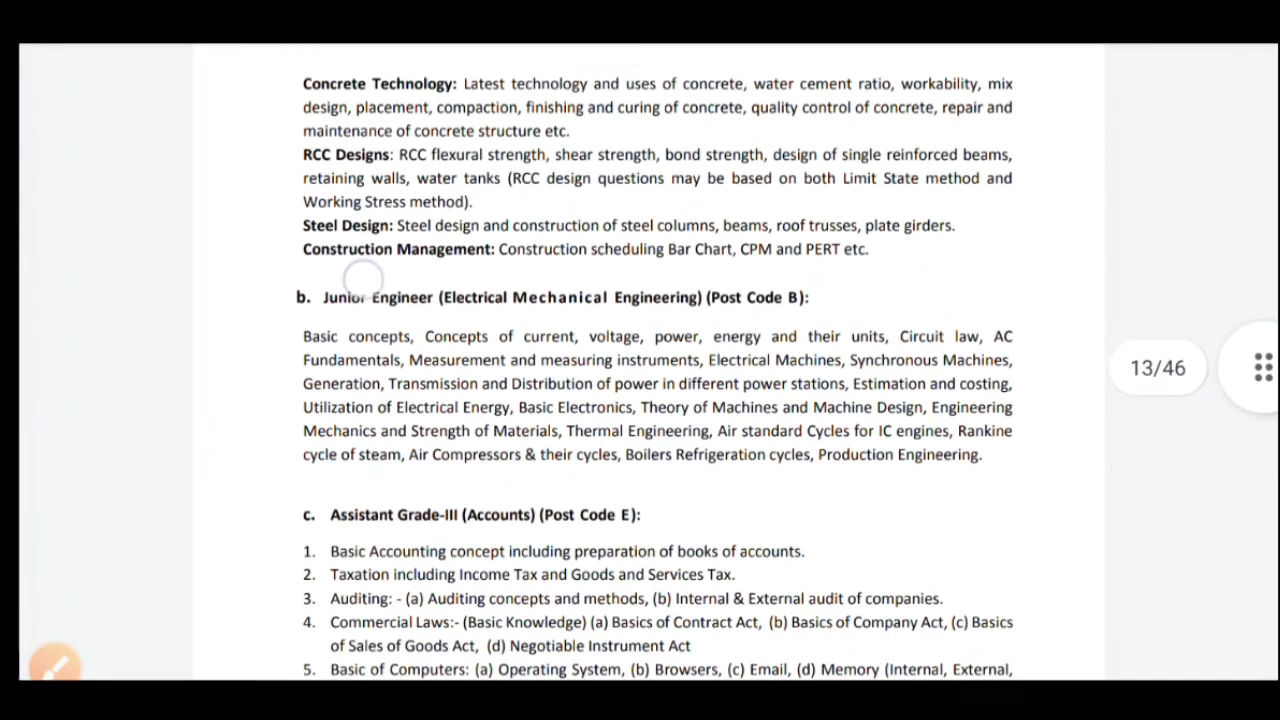 Concrete Technology: Latest technology and uses of concrete, water cement ratio, workability, mix
design, placement, compaction, finishing and curing of concrete, quality control of concrete, repair and
maintenance of concrete structure etc.
RCC Designs: RCC flexural strength, shear strength, bond strength, design of single reinforced beams,
retaining walls, water tanks (RCC design questions may be based on both Limit State method and
Working Stress method).
Steel Design: Steel design and construction of steel columns, beams, roof trusses, plate girders.
Construction Management: Construction scheduling Bar Chart, CPM and PERT etc.
b. Junior Engineer (Electrical Mechanical Engineering) (Post Code B):
Basic concepts, Concepts of current, voltage, power, energy and their units, Circuit law, AC
Fundamentals, Measurement and measuring instruments, Electrical Machines, Synchronous Machines,
Generation, Transmission and Distribution of power in different power stations, Estimation and costing,
Utilization of Electrical Energy, Basic Electronics, Theory of Machines and Machine Design, Engineering
Mechanics and Strength of Materials, Thermal Engineering, Air standard Cycles for IC engines, Rankine
cycle of steam, Air Compressors & their cycles, Boilers Refrigeration cycles, Production Engineering.
13/46
c. Assistant Grade-III (Accounts) (Post Code E):
1. Basic Accounting concept including preparation of books of accounts.
2. Taxation including Income Tax and Goods and Services Tax.
3. Auditing: - (a) Auditing concepts and methods, (b) Internal & External audit of companies.
4. Commercial Laws:- (Basic Knowledge) (a) Basics of Contract Act, (b) Basics of Company Act, (c) Basics
of Sales of Goods Act, (d) Negotiable Instrument Act
5. Basic of Computers: (a) Operating System, (b) Browsers, (c) Email, (d) Memory (Internal, External,